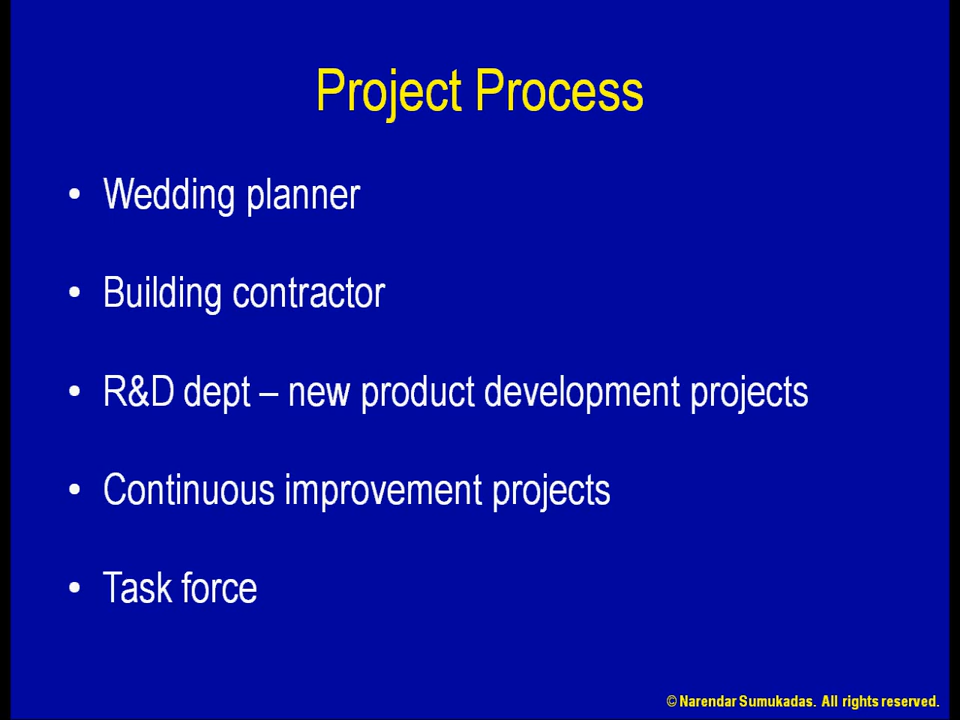 Project Process
• Wedding planner
• Building contractor
• R&D dept – new product development projects
• Continuous improvement projects
• Task force
© Narendar Sumukadas. All rights reserved.